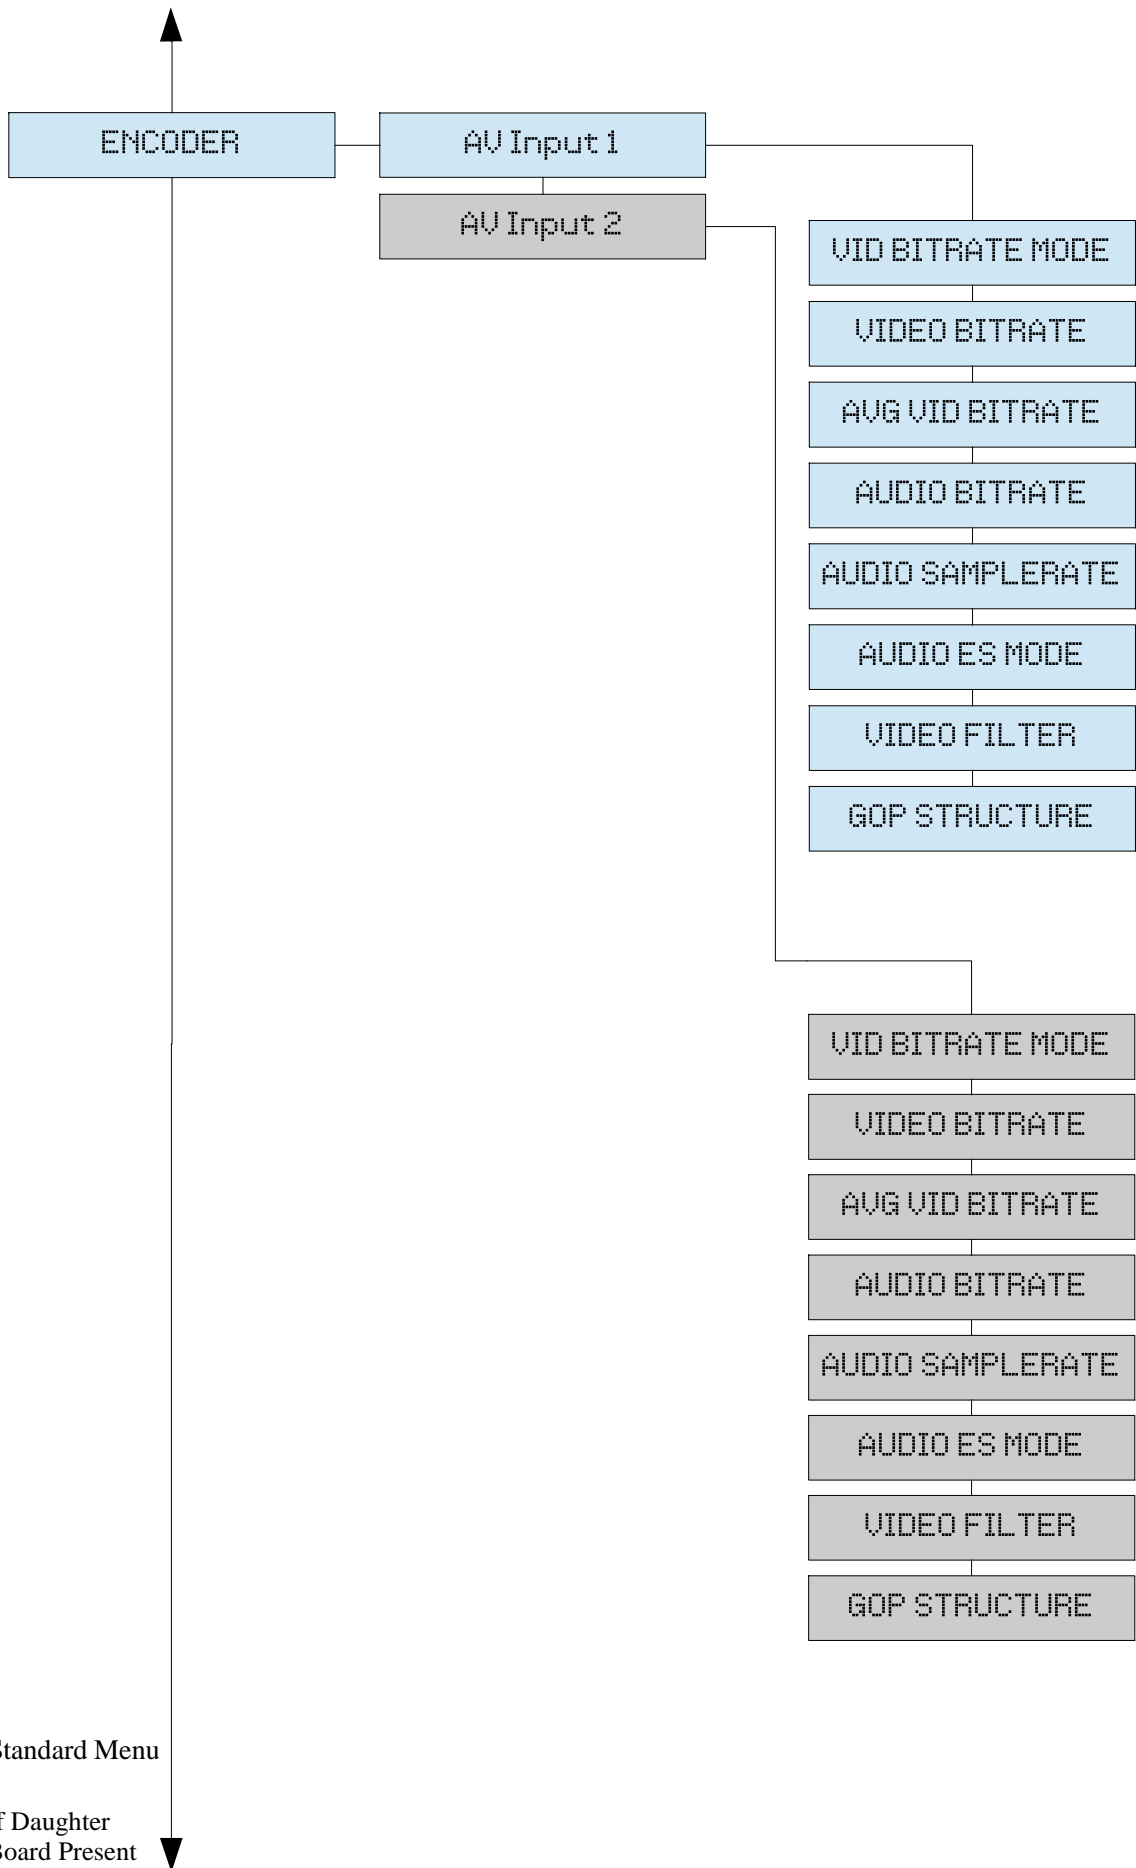 ENCODER
AV Input 1
AV Input 2
VID BITRATE MODE
VIDEO BITRATE
AVG VID BITRATE
AUDIO BITRATE
AUDIO SAMPLERATE
AUDIO ES MODE
VIDEO FILTER
GOP STRUCTURE
VID BITRATE MODE
VIDEO BITRATE
AVG VID BITRATE
AUDIO BITRATE
AUDIO SAMPLERATE
AUDIO ES MODE
VIDEO FILTER
GOP STRUCTURE
Standard Menu
f Daughter
Board Present